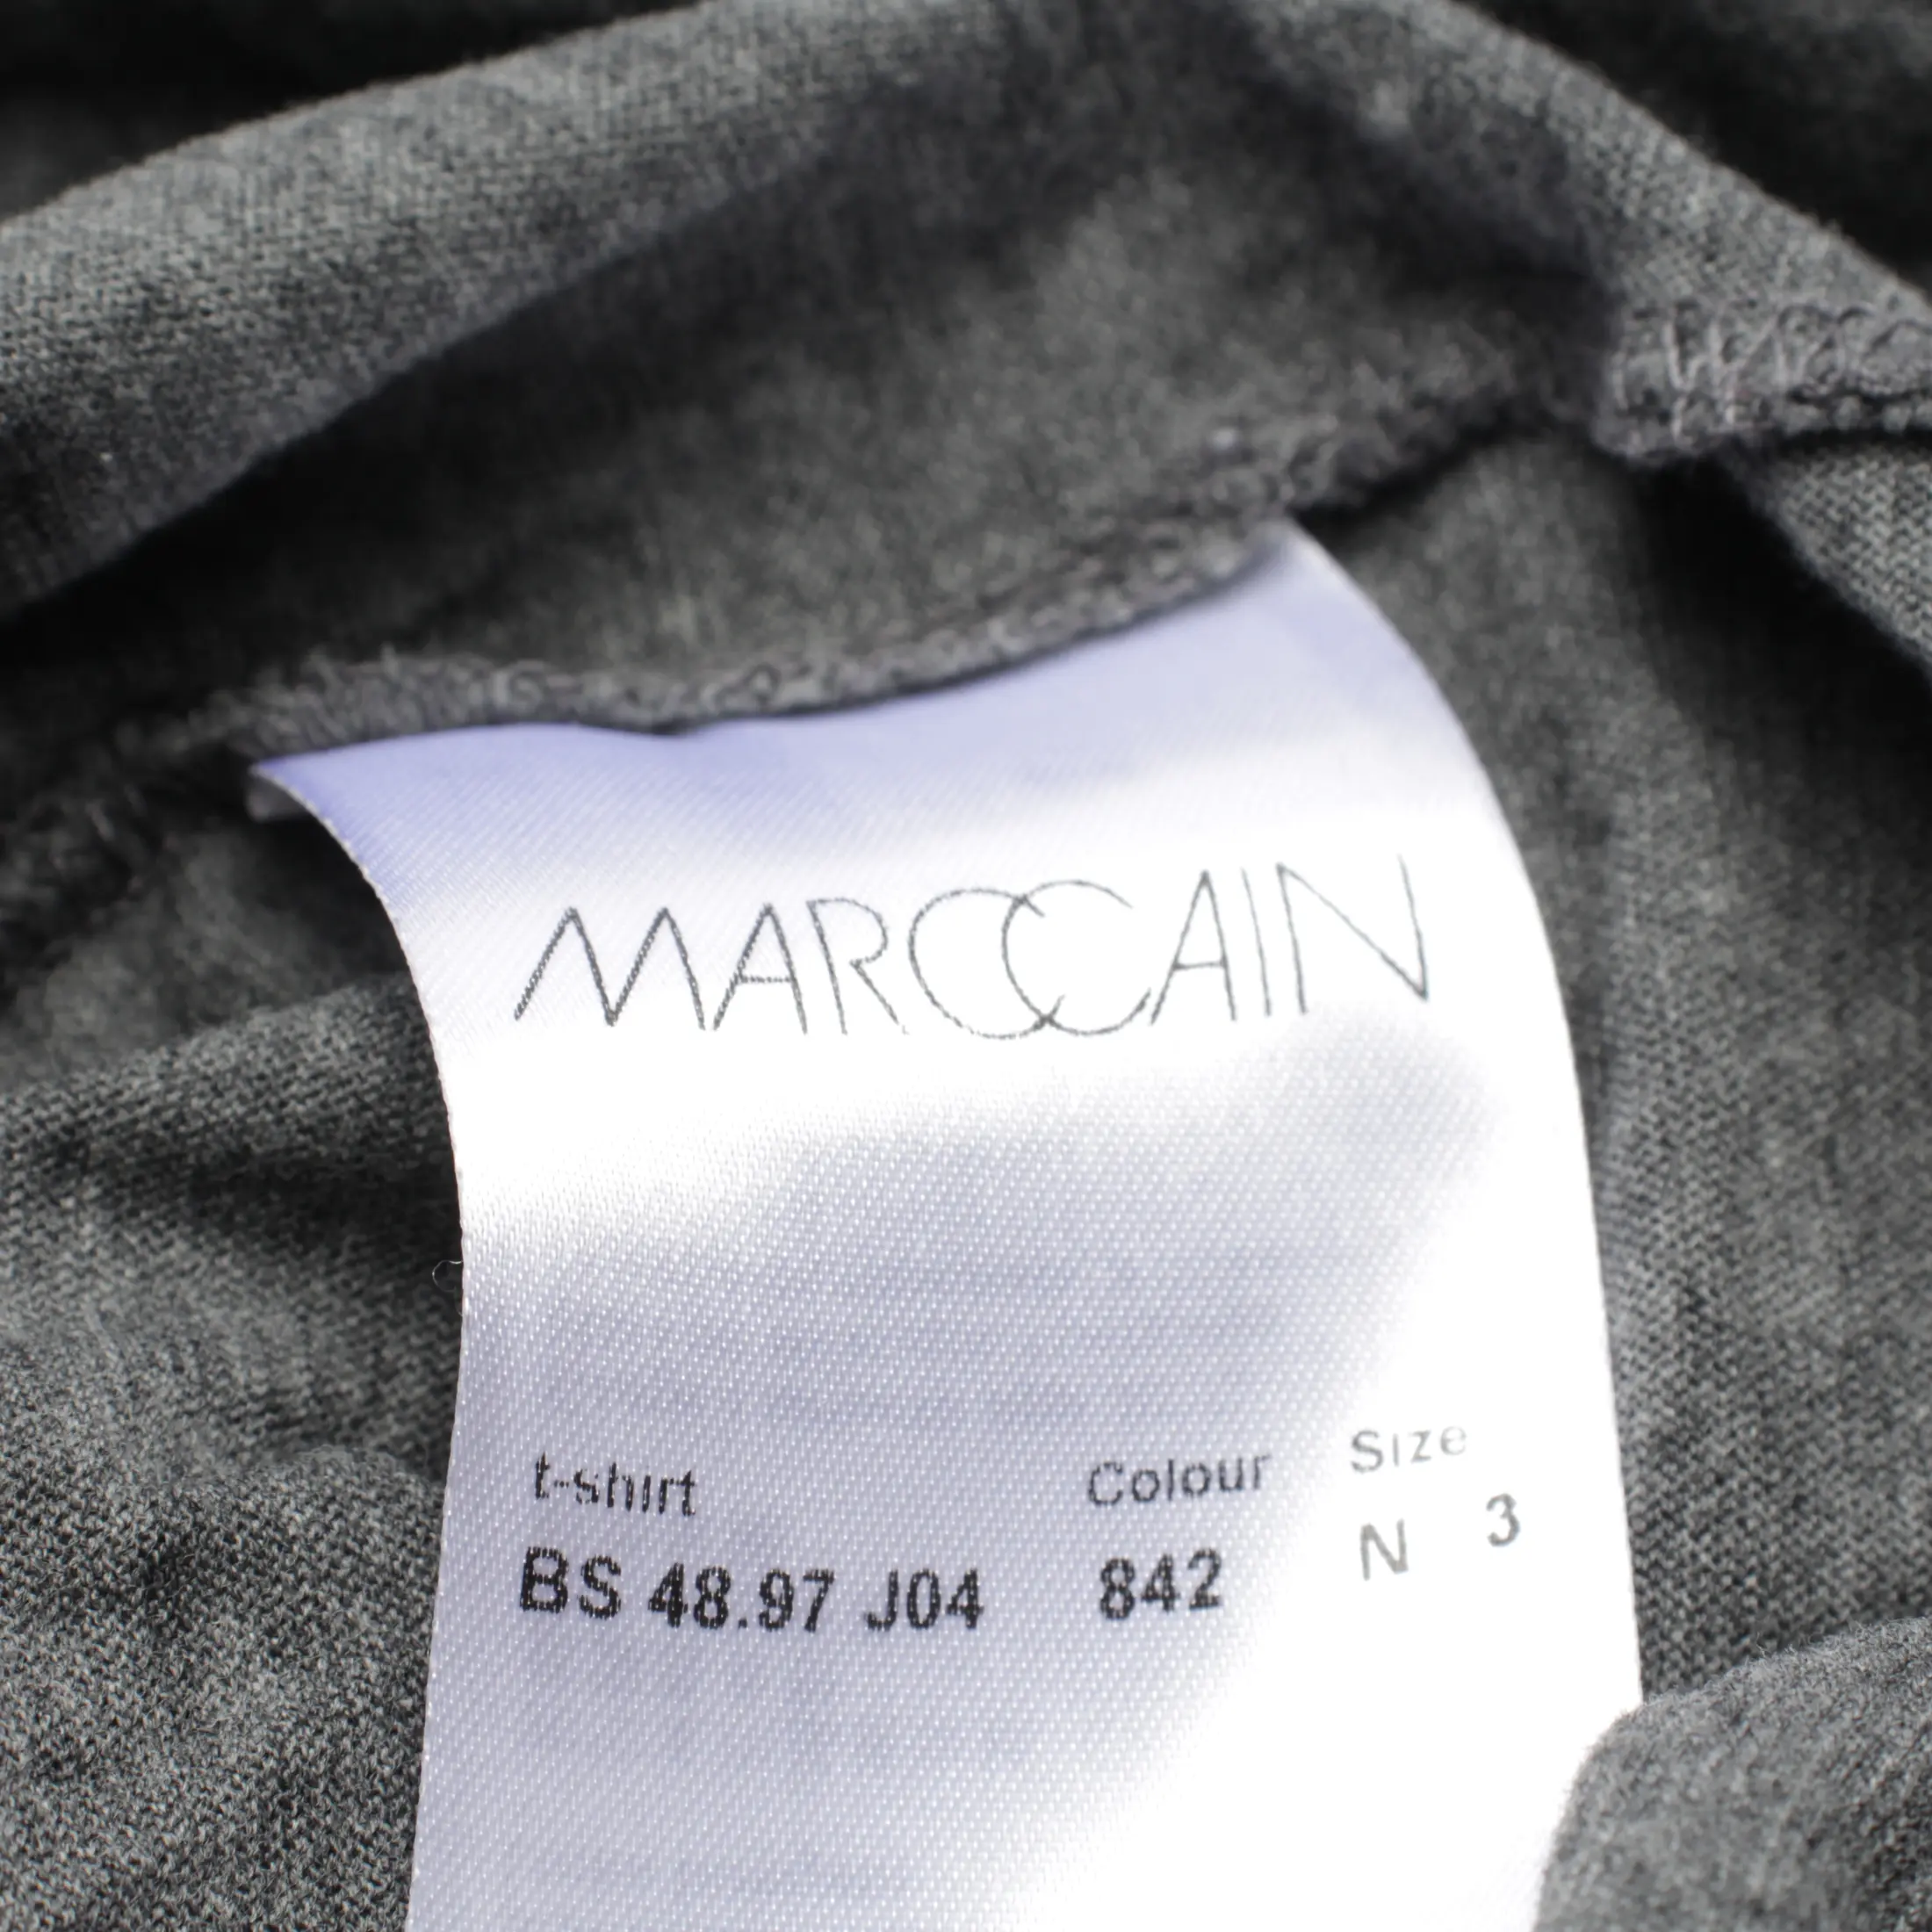 MARCCAIN
t-shirt Colour Size
BS 48.97 J04 842 N 3